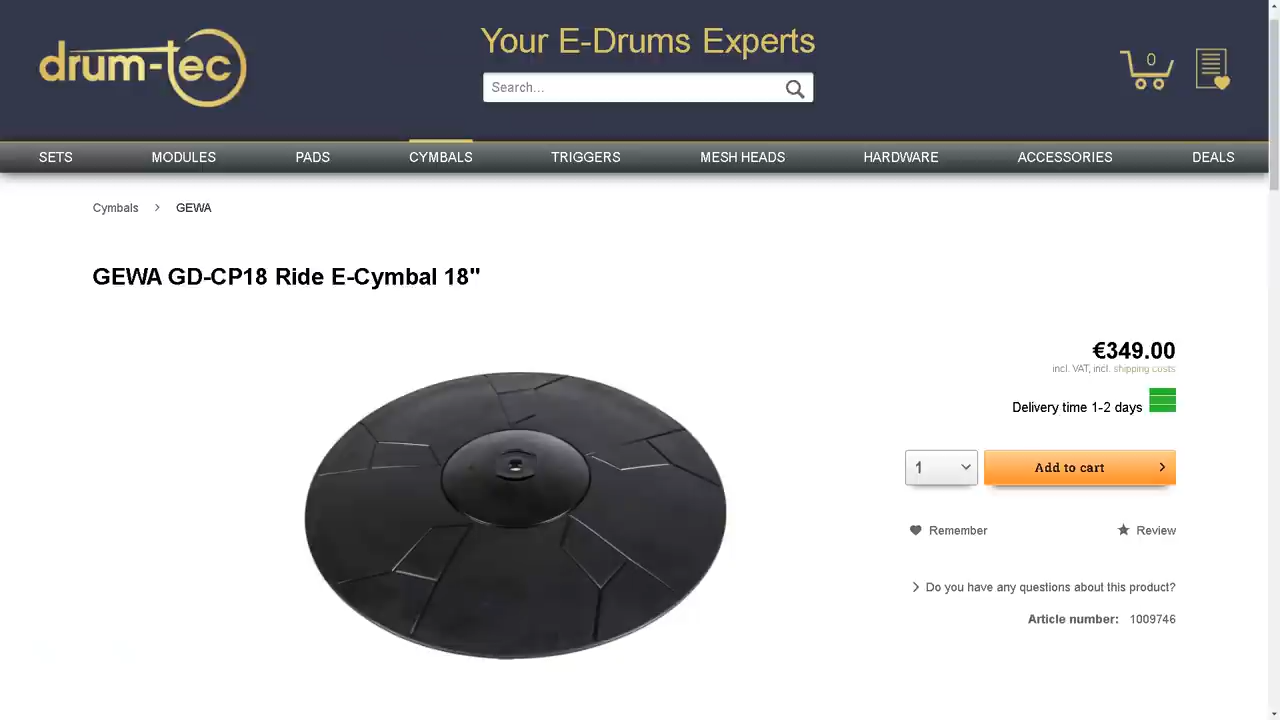 drum-tec
Your E-Drums Experts
Search...
0
SETS MODULES PADS CYMBALS TRIGGERS MESH HEADS HARDWARE ACCESSORIES DEALS
Cymbals > GEWA
GEWA GD-CP18 Ride E-Cymbal 18"
€349.00
incl. VAT, incl. shipping costs
Delivery time 1-2 days
1 Add to cart
Remember Review
Do you have any questions about this product?
Article number: 1009746